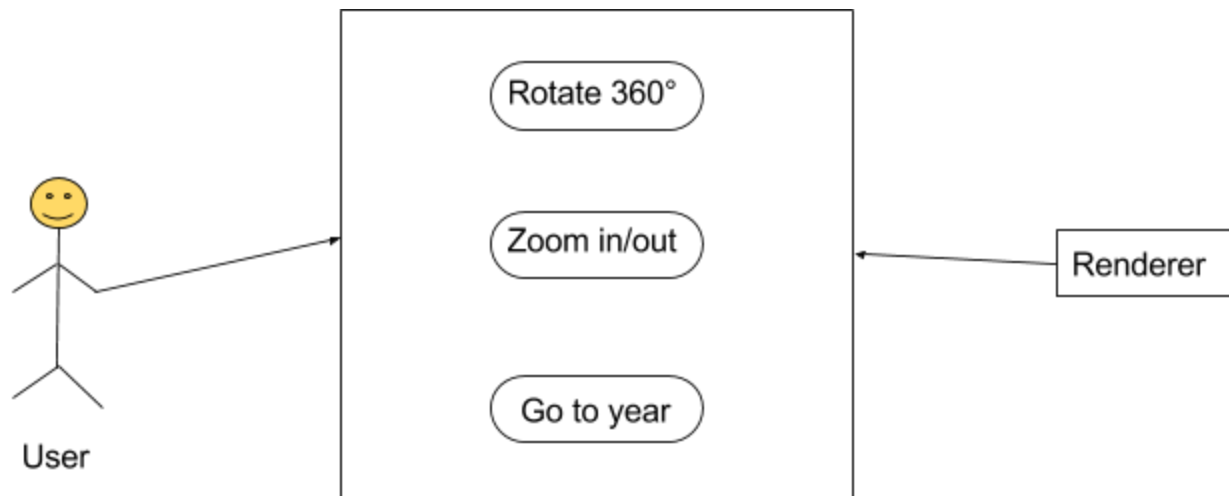 Rotate 360°
Zoom in/out
Renderer
Go to year
User